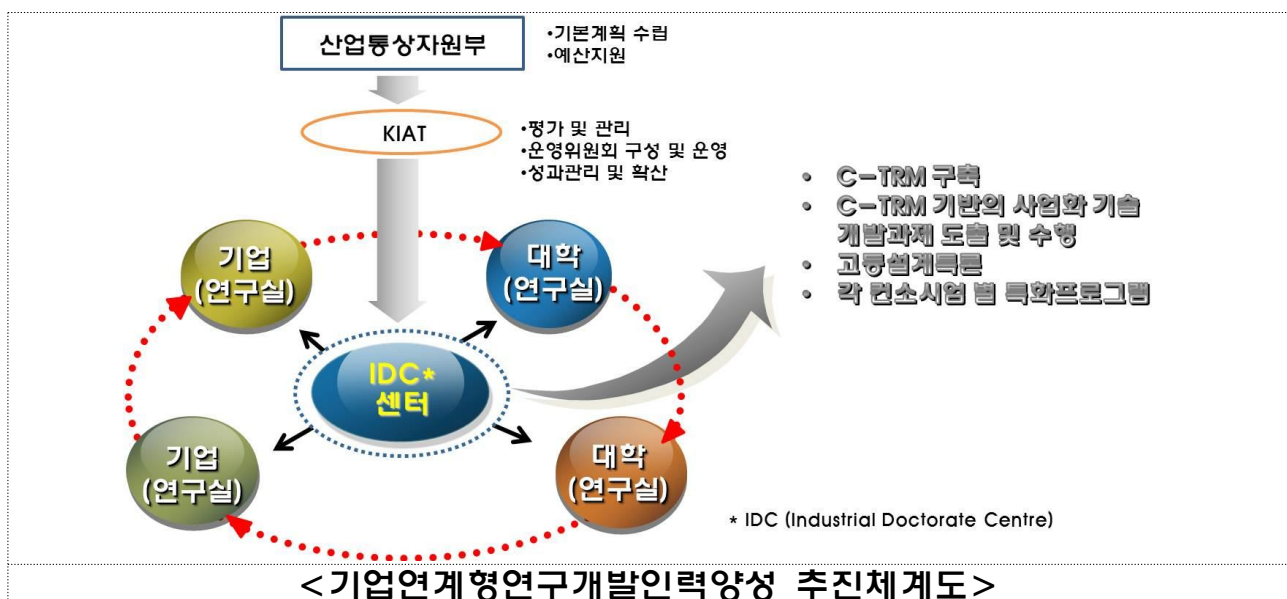 산업통상자원부
•기본계획 수립
•예산지원
KIAT
•평가 및 관리
•운영위원회 구성 및 운영
•성과관리 및 확산
기업
(연구실)
대학
(연구실)
• C-TRM 구축
• C-TRM 기반의 사업화 기술
개발과제 도출 및 수행
• 고등설계특론
• 각 컨소시엄 별 특화프로그램
IDC*
센터
기업
(연구실)
대학
(연구실)
* IDC (Industrial Doctorate Centre)
<기업연계형연구개발인력양성 추진체계도>